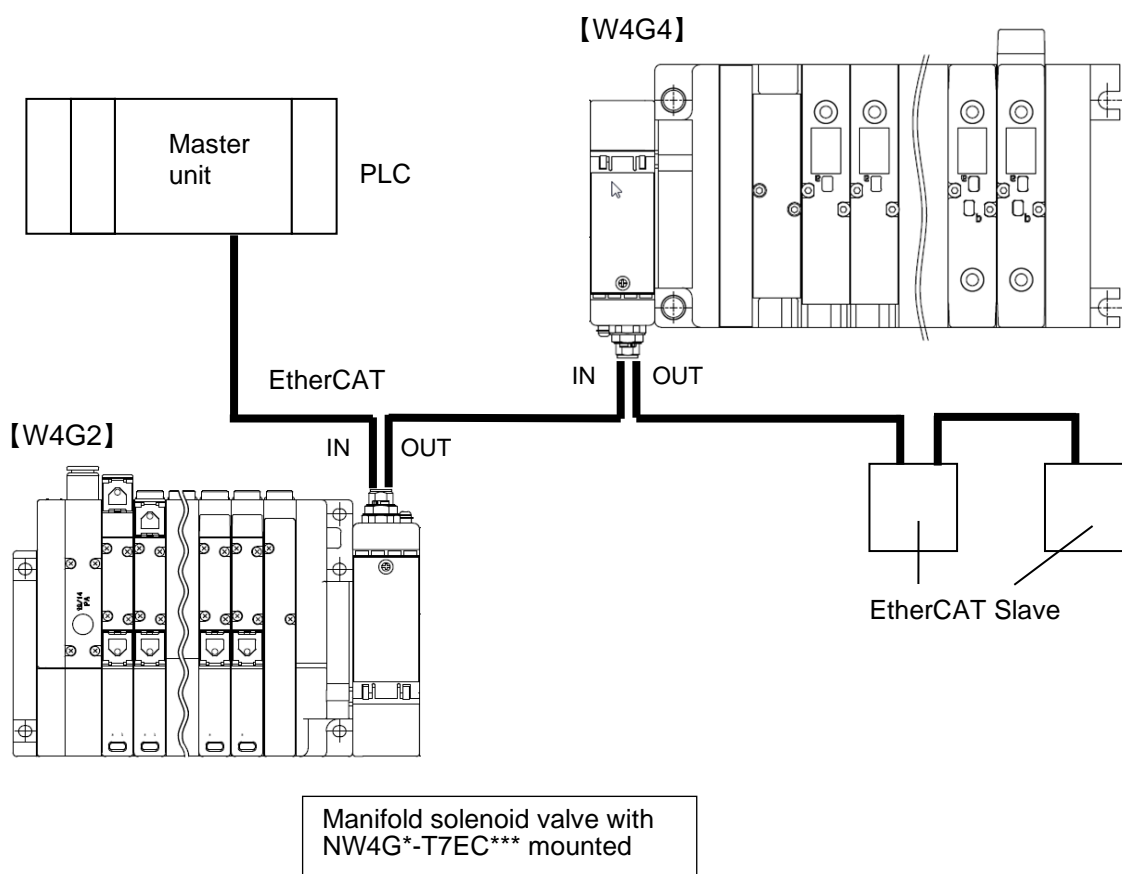 【W4G4】
Master
unit
PLC
IN
OUT
EtherCAT
【W4G2】
IN
OUT
EtherCAT Slave
Manifold solenoid valve with
NW4G*-T7EC*** mounted